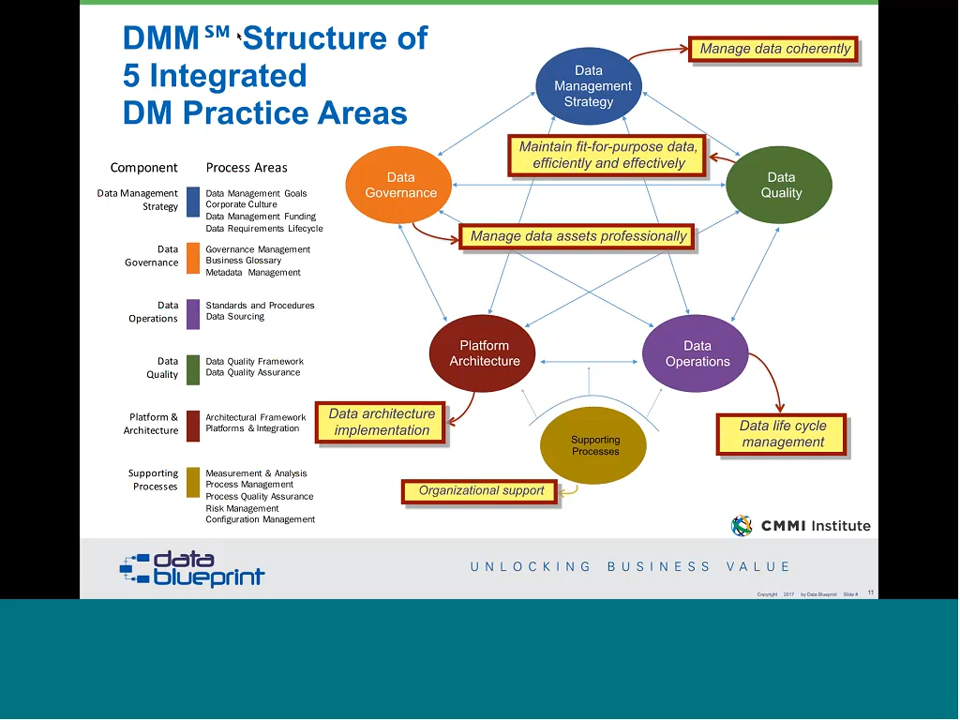 DMM℠ Structure of
5 Integrated
DM Practice Areas
Component Process Areas
Data Management
Strategy
Data Management Goals
Corporate Culture
Data Management Funding
Data Requirements Lifecycle
Data
Governance
Governance Management
Business Glossary
Metadata Management
Data
Operations
Standards and Procedures
Data Sourcing
Data
Quality
Data Quality Framework
Data Quality Assurance
Platform &
Architecture
Architectural Framework
Platforms & Integration
Supporting
Processes
Measurement & Analysis
Process Management
Process Quality Assurance
Risk Management
Configuration Management
Data
Management
Strategy
Manage data coherently
Maintain fit-for-purpose data,
efficiently and effectively
Data
Governance
Data
Quality
Manage data assets professionally
Platform
Architecture
Data
Operations
Data architecture
implementation
Supporting
Processes
Data life cycle
management
Organizational support
CMMI Institute
data
blueprint
UNLOCKING BUSINESS VALUE
Copyright 2017 by Data Blueprint Slide # 11